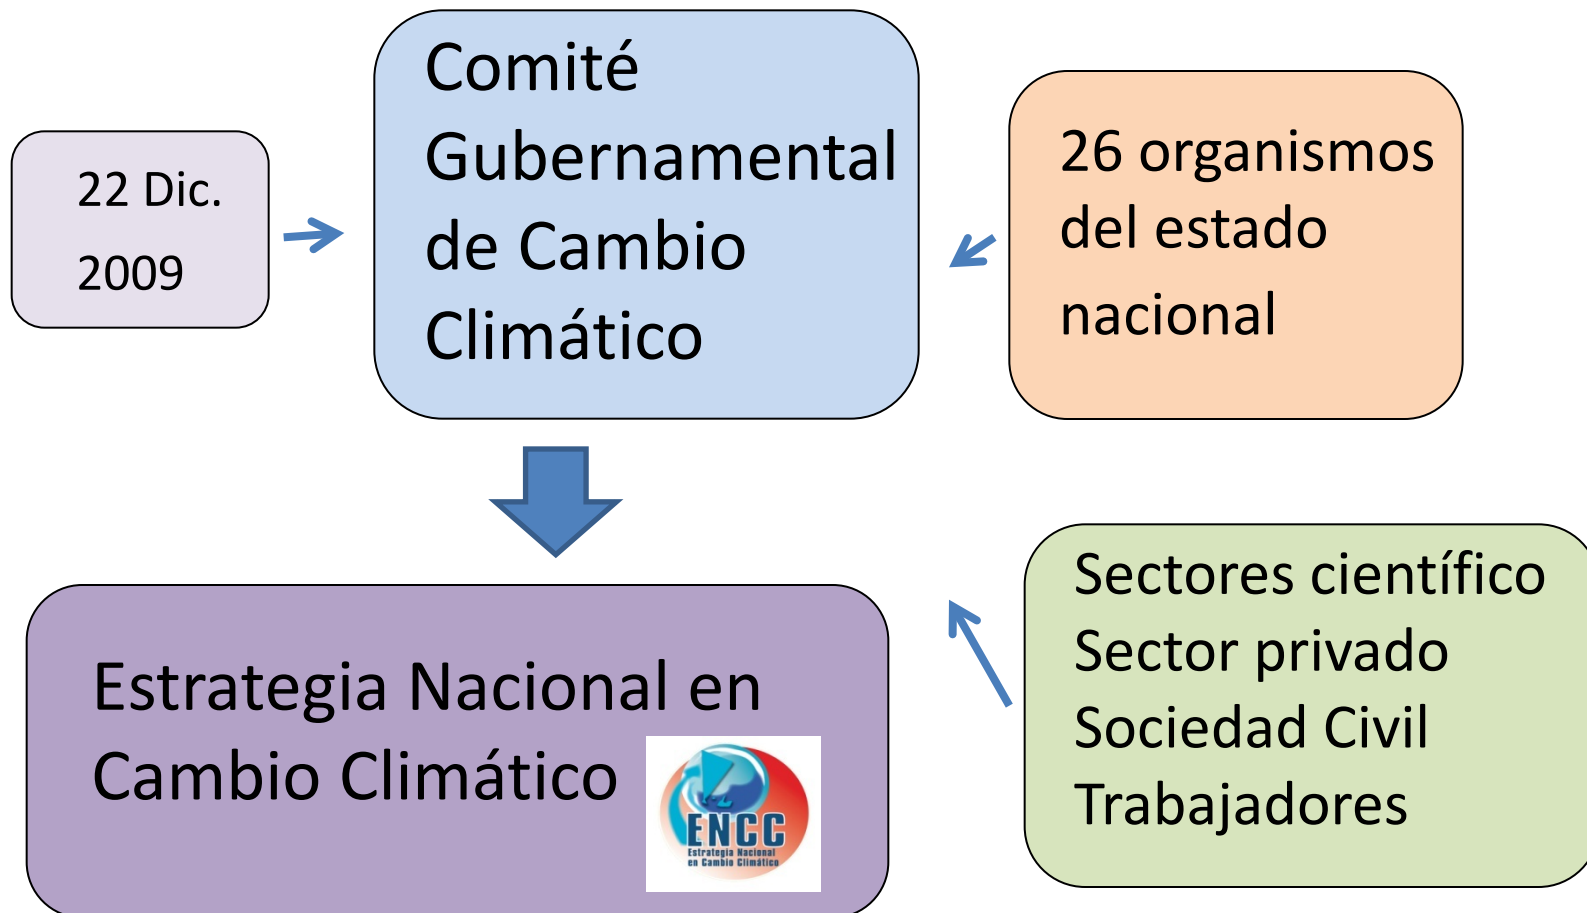 22 Dic.
2009
Comité
Gubernamental
de Cambio
Climático
26 organismos
del estado
nacional
Estrategia Nacional en
Cambio Climático
ENCC
Estrategia Nacional
en Cambio Climático
Sectores científico
Sector privado
Sociedad Civil
Trabajadores